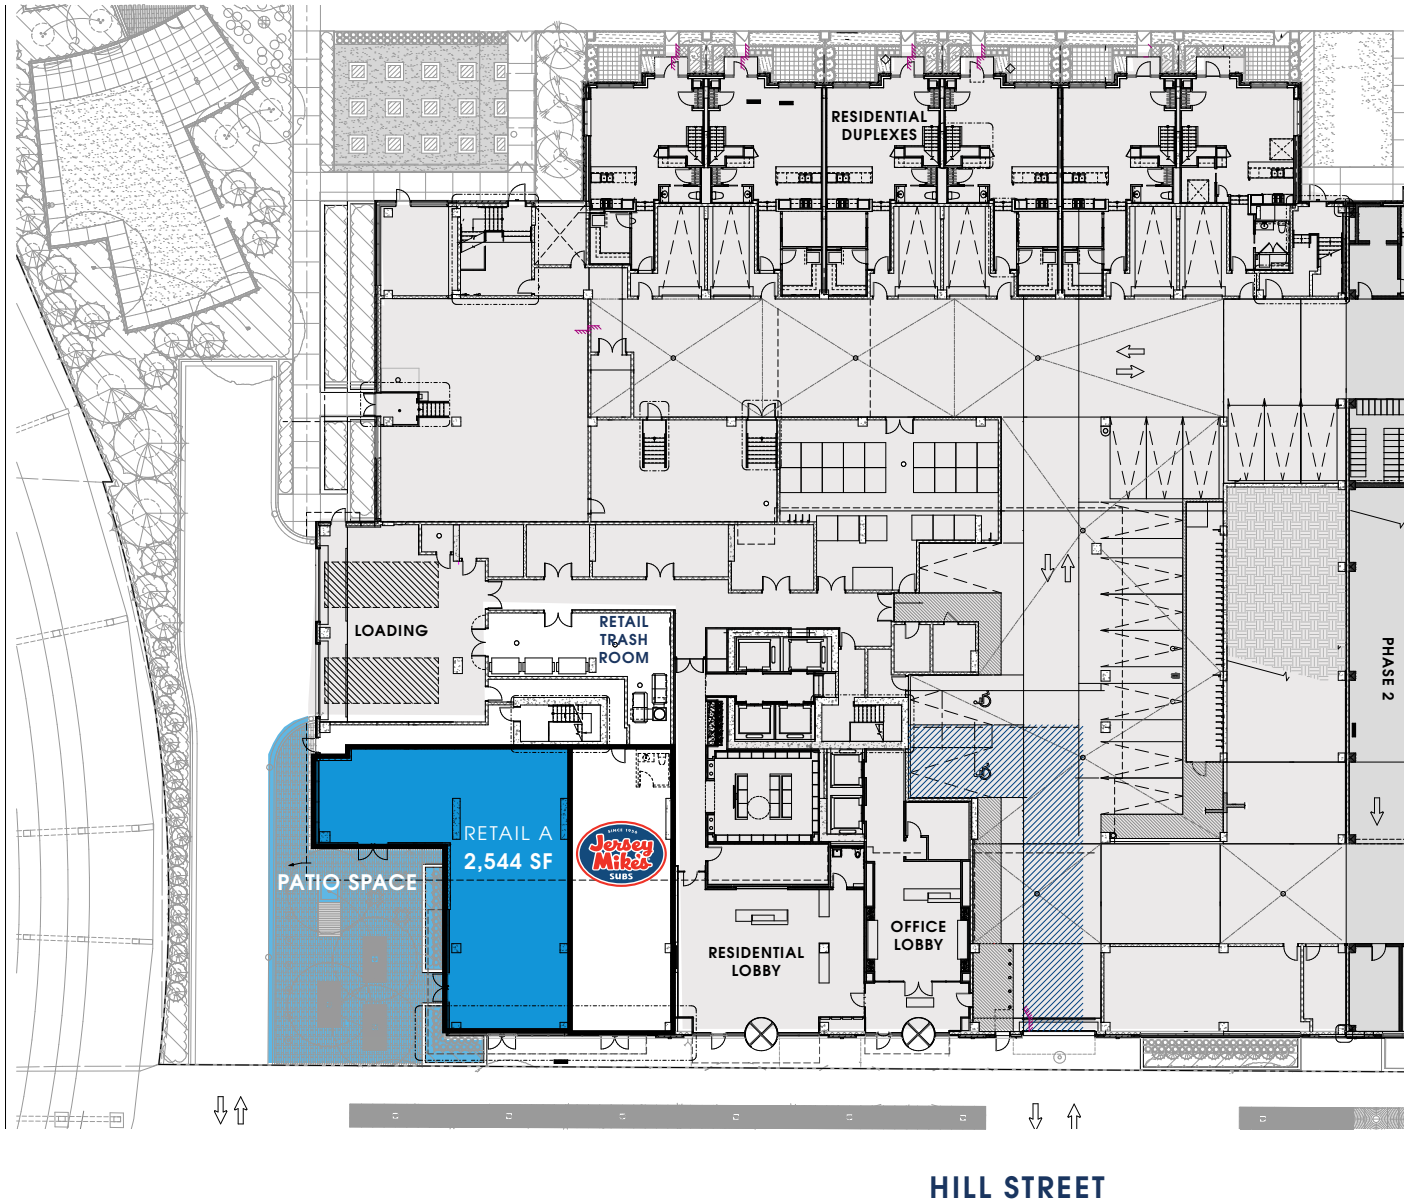 RESIDENTIAL
DUPLEXES
LOADING
RETAIL
TRASH
ROOM
PHASE 2
RETAIL A
2,544 SF
SINCE 1956
Jersey
Mike's
SUBS
PATIO SPACE
OFFICE
LOBBY
RESIDENTIAL
LOBBY
HILL STREET